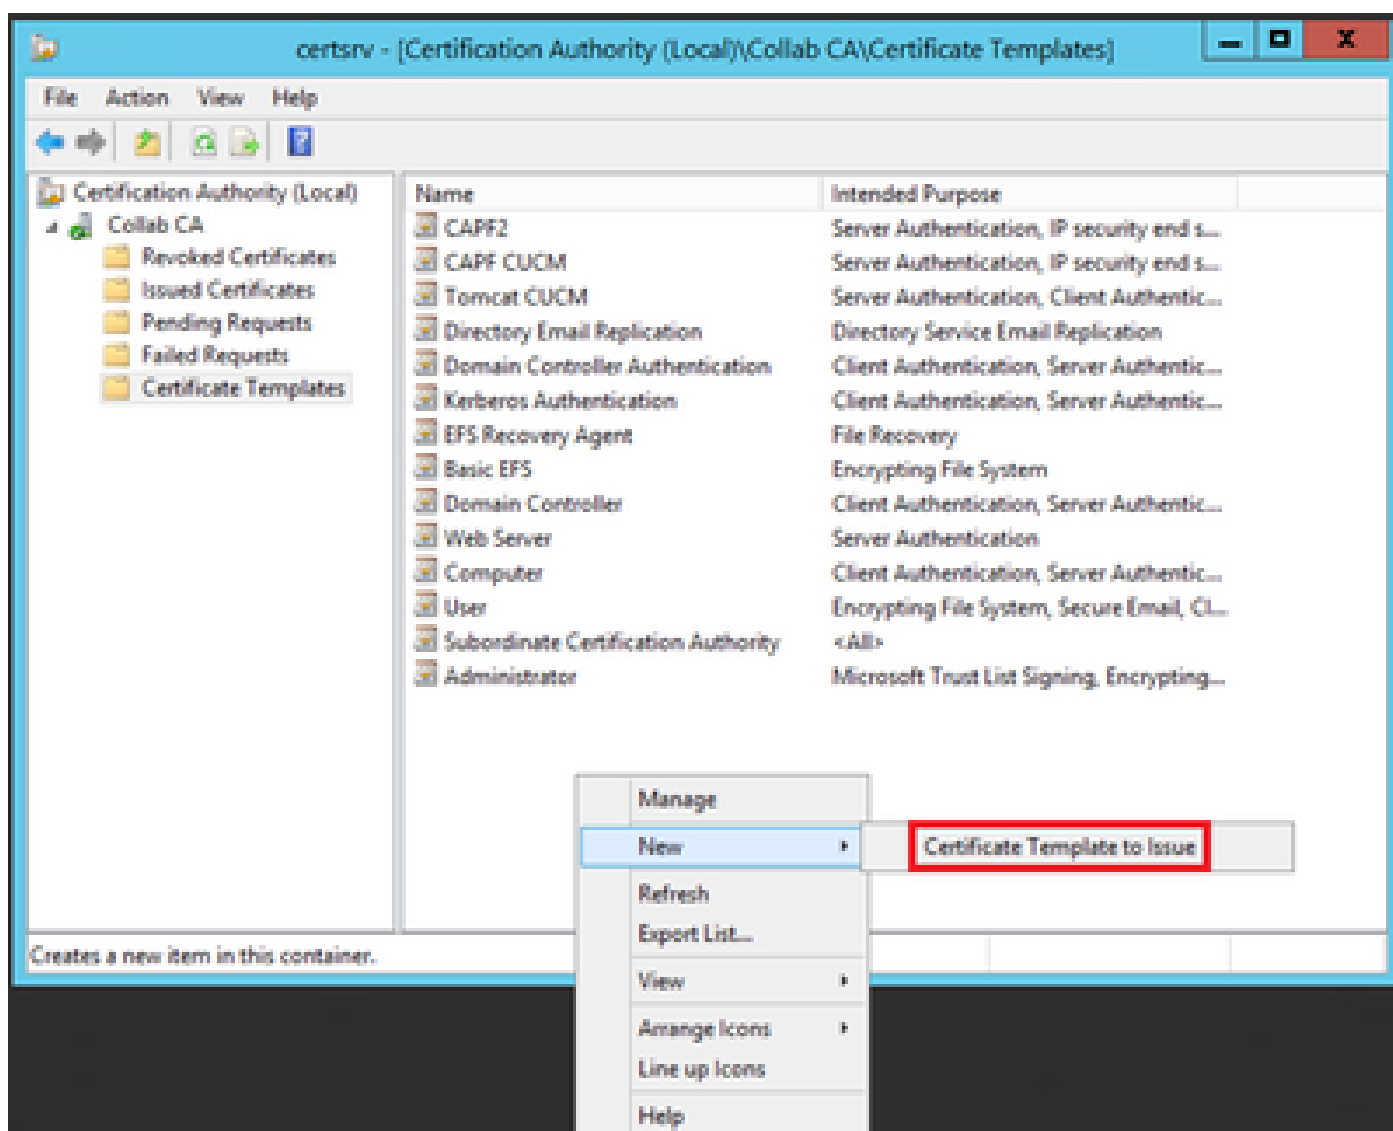 certsrv - [Certification Authority (Local)\Collab CA\Certificate Templates]
File Action View Help
Certification Authority (Local)
Collab CA
Revoked Certificates
Issued Certificates
Pending Requests
Failed Requests
Certificate Templates
Name Intended Purpose
CAPF2 Server Authentication, IP security end s...
CAPF CUCM Server Authentication, IP security end s...
Tomcat CUCM Server Authentication, Client Authentic...
Directory Email Replication Directory Service Email Replication
Domain Controller Authentication Client Authentication, Server Authentic...
Kerberos Authentication Client Authentication, Server Authentic...
EFS Recovery Agent File Recovery
Basic EFS Encrypting File System
Domain Controller Client Authentication, Server Authentic...
Web Server Server Authentication
Computer Client Authentication, Server Authentic...
User Encrypting File System, Secure Email, Cl...
Subordinate Certification Authority <All>
Administrator Microsoft Trust List Signing, Encrypting...
Manage
New Certificate Template to Issue
Refresh
Export List...
View
Arrange Icons
Line up Icons
Help
Creates a new item in this container.